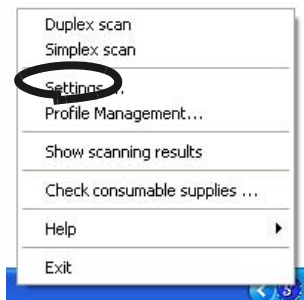 Duplex scan
Simplex scan
Settings...
Profile Management...
Show scanning results
Check consumable supplies ...
Help
Exit
S